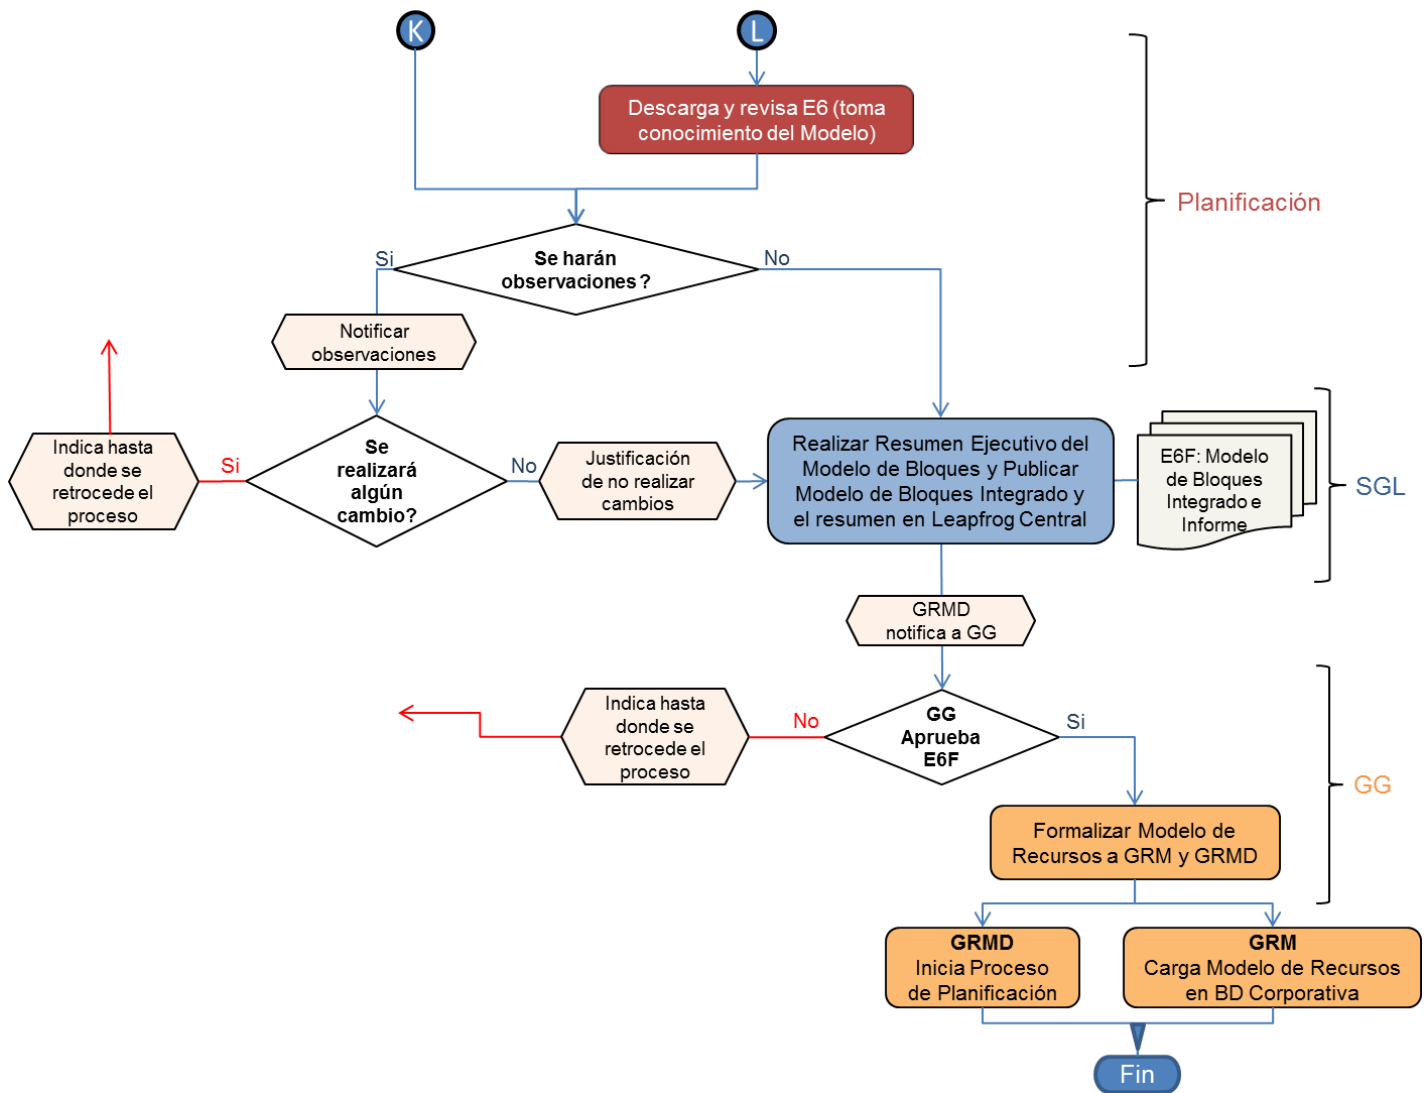 K
L
Descarga y revisa E6 (toma
conocimiento del Modelo)
Planificación
Si
Se harán
observaciones?
No
Notificar
observaciones
Indica hasta
donde se
retrocede el
proceso
Si
Se
realizará
algún
cambio?
No
Justificación
de no realizar
cambios
Realizar Resumen Ejecutivo del
Modelo de Bloques y Publicar
Modelo de Bloques Integrado y
el resumen en Leapfrog Central
E6F: Modelo
de Bloques
Integrado e
Informe
SGL
GRMD
notifica a GG
Indica hasta
donde se
retrocede el
proceso
No
GG
Aprueba
E6F
Si
GG
Formalizar Modelo de
Recursos a GRM y GRMD
GRMD
Inicia Proceso
de Planificación
GRM
Carga Modelo de Recursos
en BD Corporativa
Fin